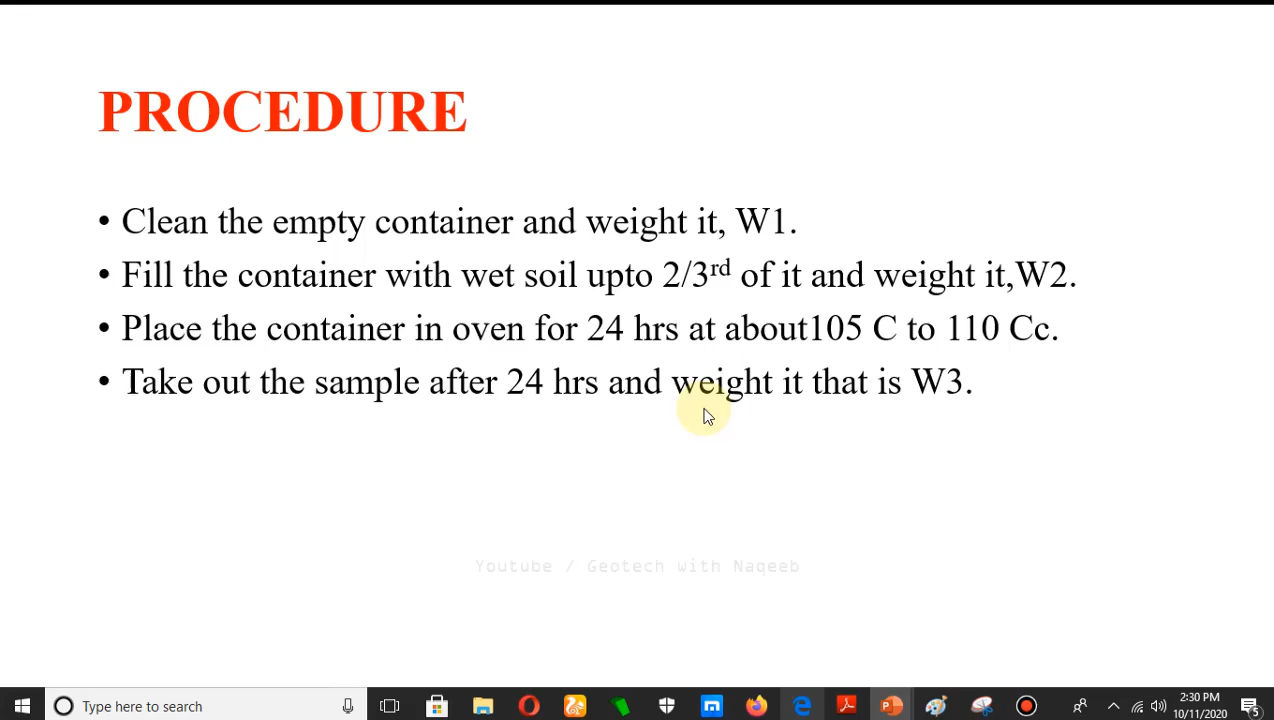 PROCEDURE
• Clean the empty container and weight it, W1.
• Fill the container with wet soil upto 2/3rd of it and weight it,W2.
• Place the container in oven for 24 hrs at about105 C to 110 Cc.
• Take out the sample after 24 hrs and weight it that is W3.
Youtube / Geotech with Naqeeb
Type here to search
2:30 PM
10/11/2020
5